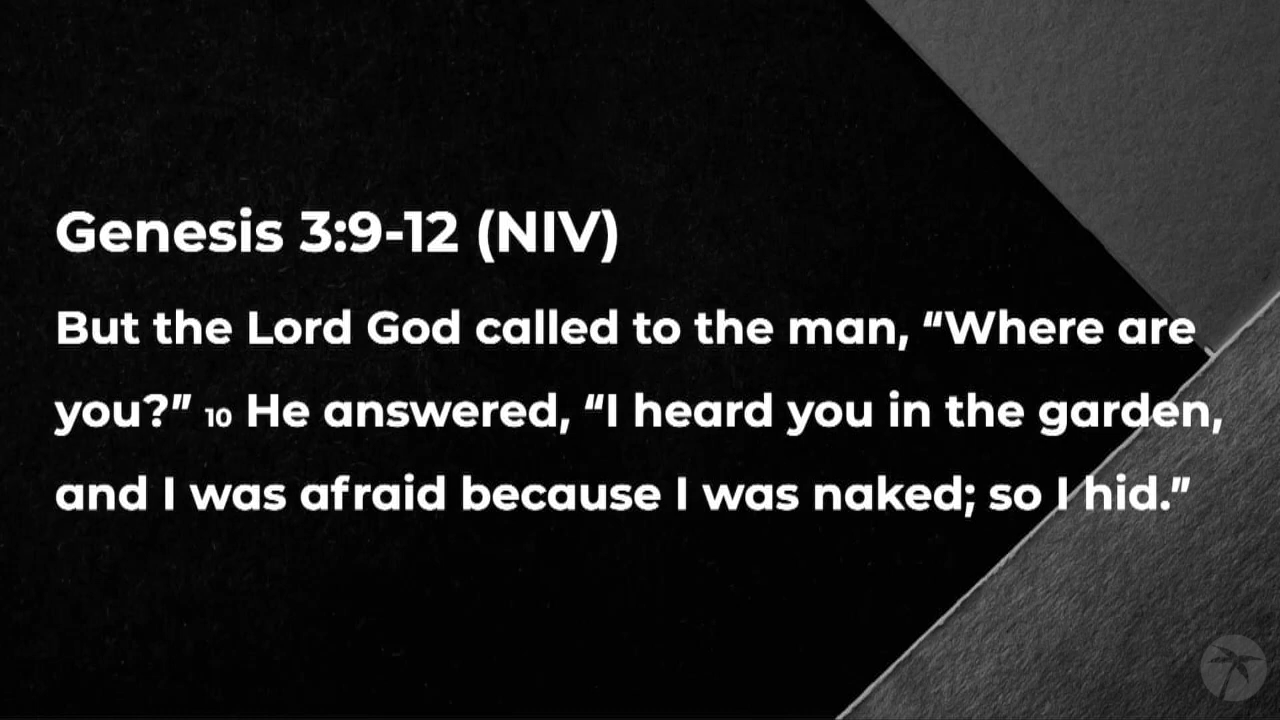 Genesis 3:9-12 (NIV)
But the Lord God called to the man, “Where are
you?” 10 He answered, “I heard you in the garden,
and I was afraid because I was naked; so I hid.”